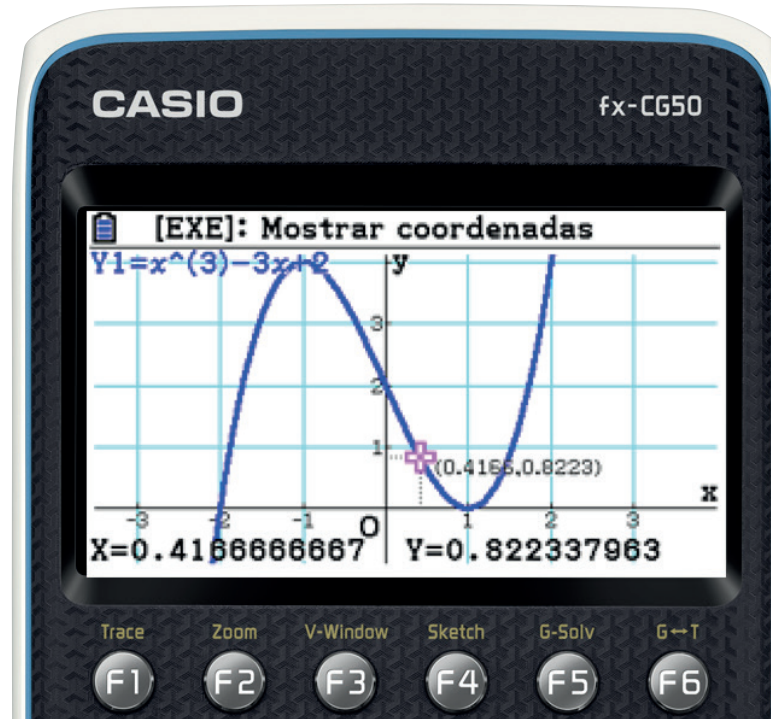 CASIO fx-CG50
[EXE]: Mostrar coordenadas
Y1=x^(3)-3x+2
y
3
2
1
(0.4166,0.8223)
x
-3 -2 -1 O 1 2 3
X=0.4166666667 Y=0.822337963
Trace Zoom V-Window Sketch G-Solv G↔T
F1 F2 F3 F4 F5 F6